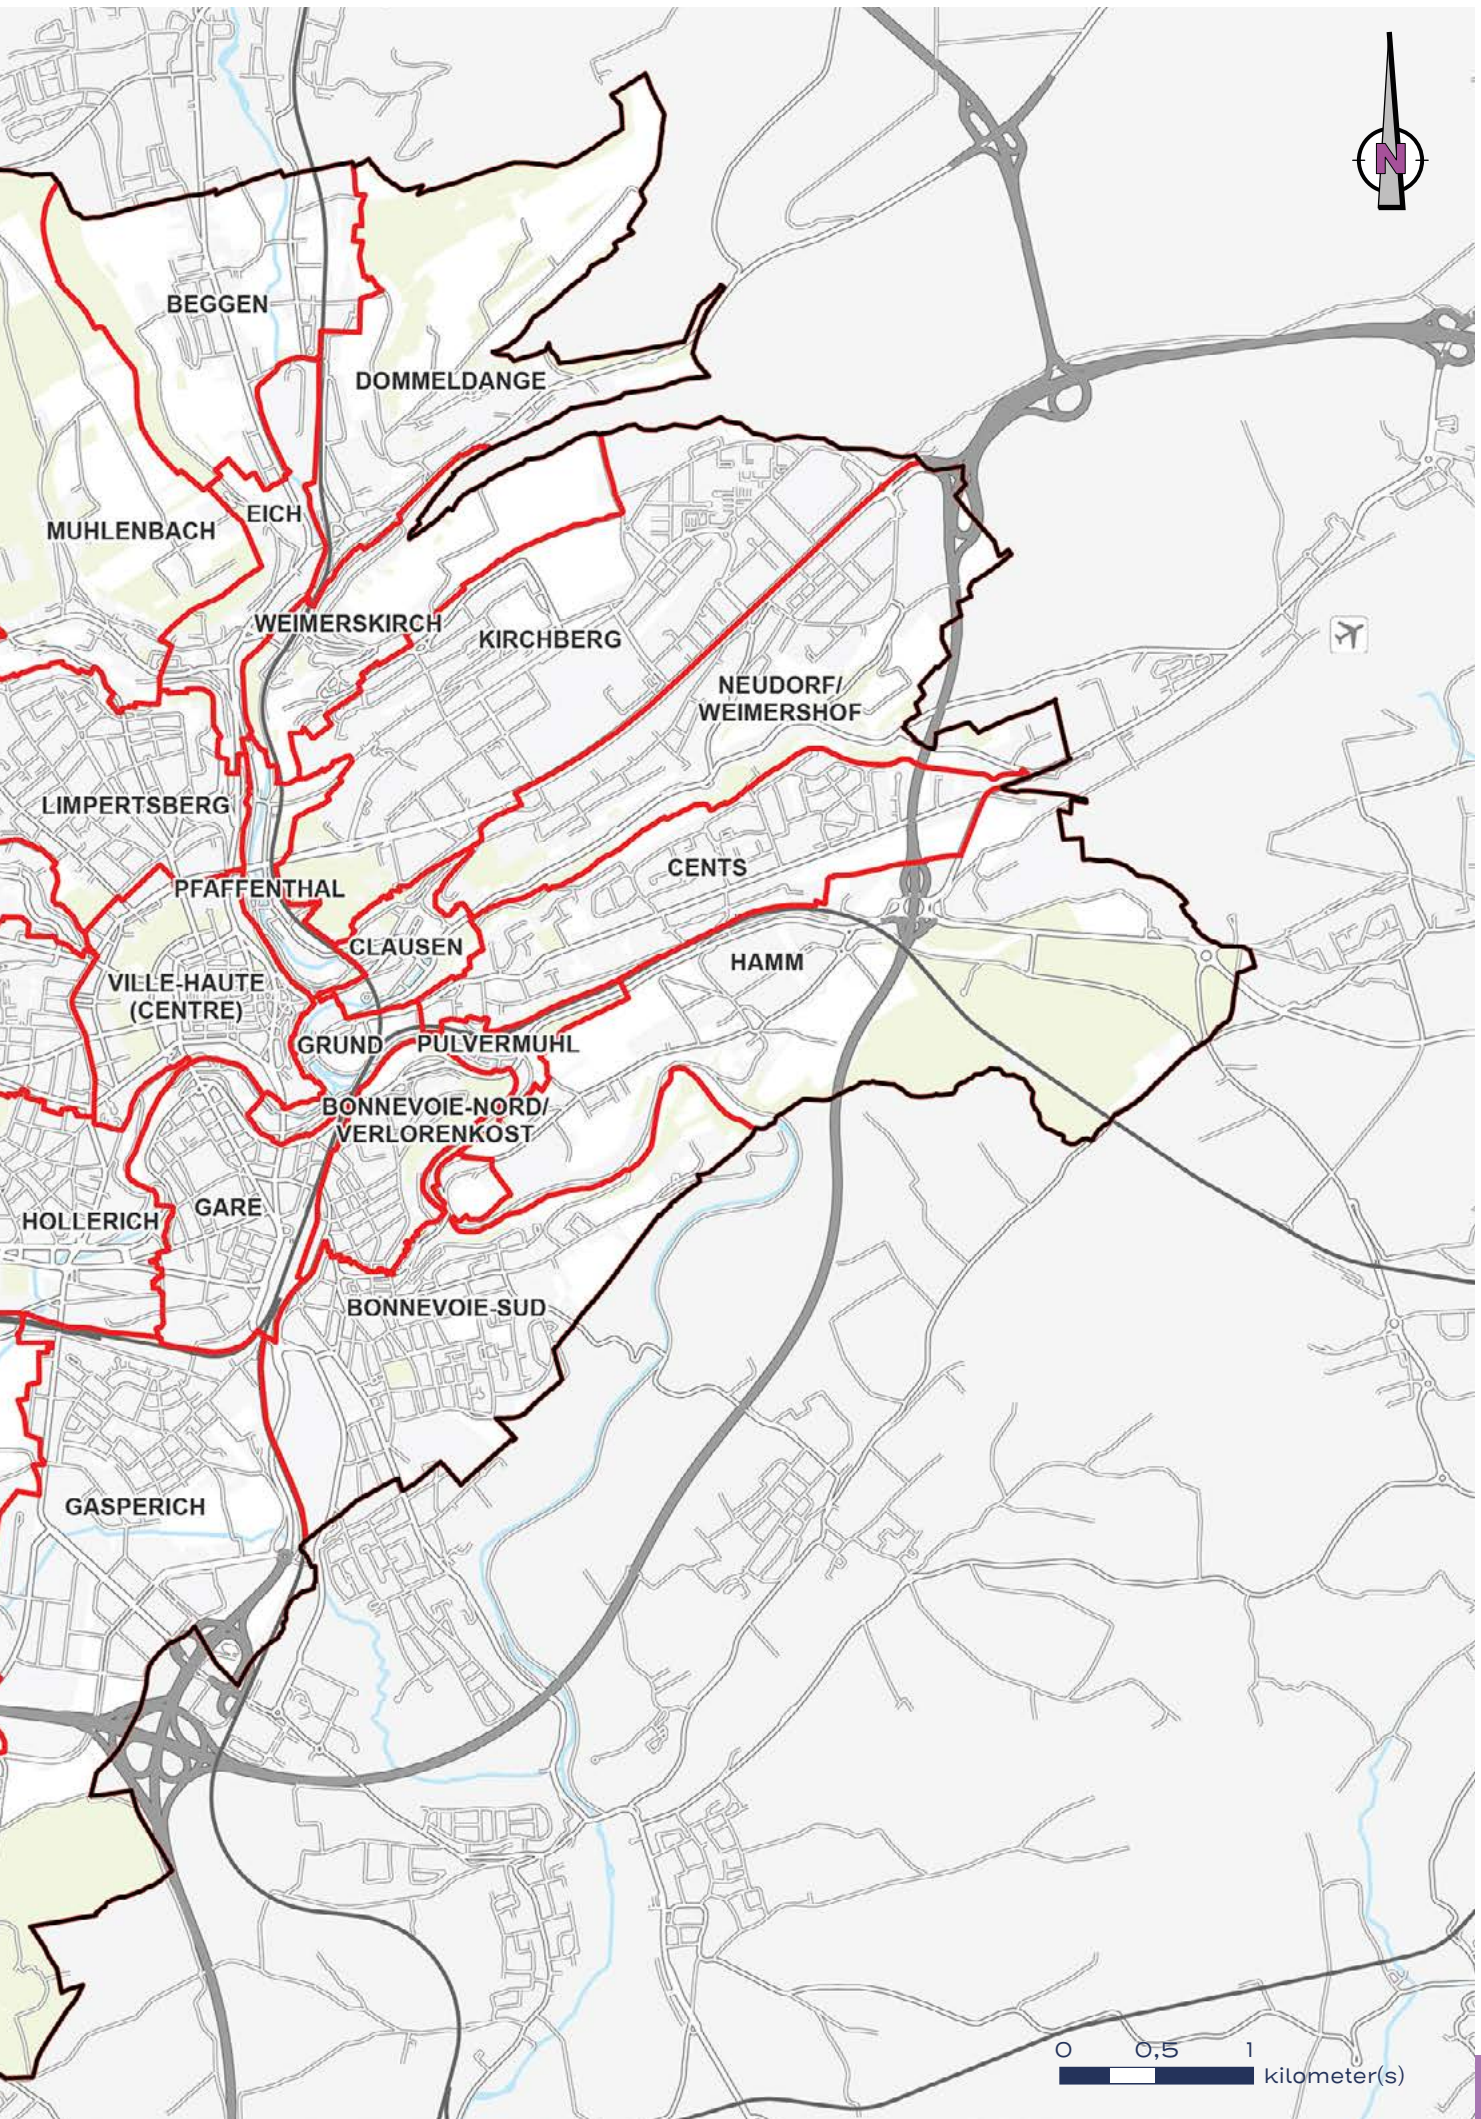 N
BEGGEN
DOMMELDANGE
EICH
MUHLENBACH
WEIMERSKIRCH
KIRCHBERG
NEUDORF/
WEIMERSHOF
LIMPERTSBERG
CENTS
PFAFFENTHAL
CLAUSEN
HAMM
VILLE-HAUTE
(CENTRE)
GRUND
PULVERMUHL
BONNEVOIE-NORD/
VERLORENKOST
GARE
HOLLERICH
BONNEVOIE-SUD
GASPERICH
0 0,5 1
kilometer(s)